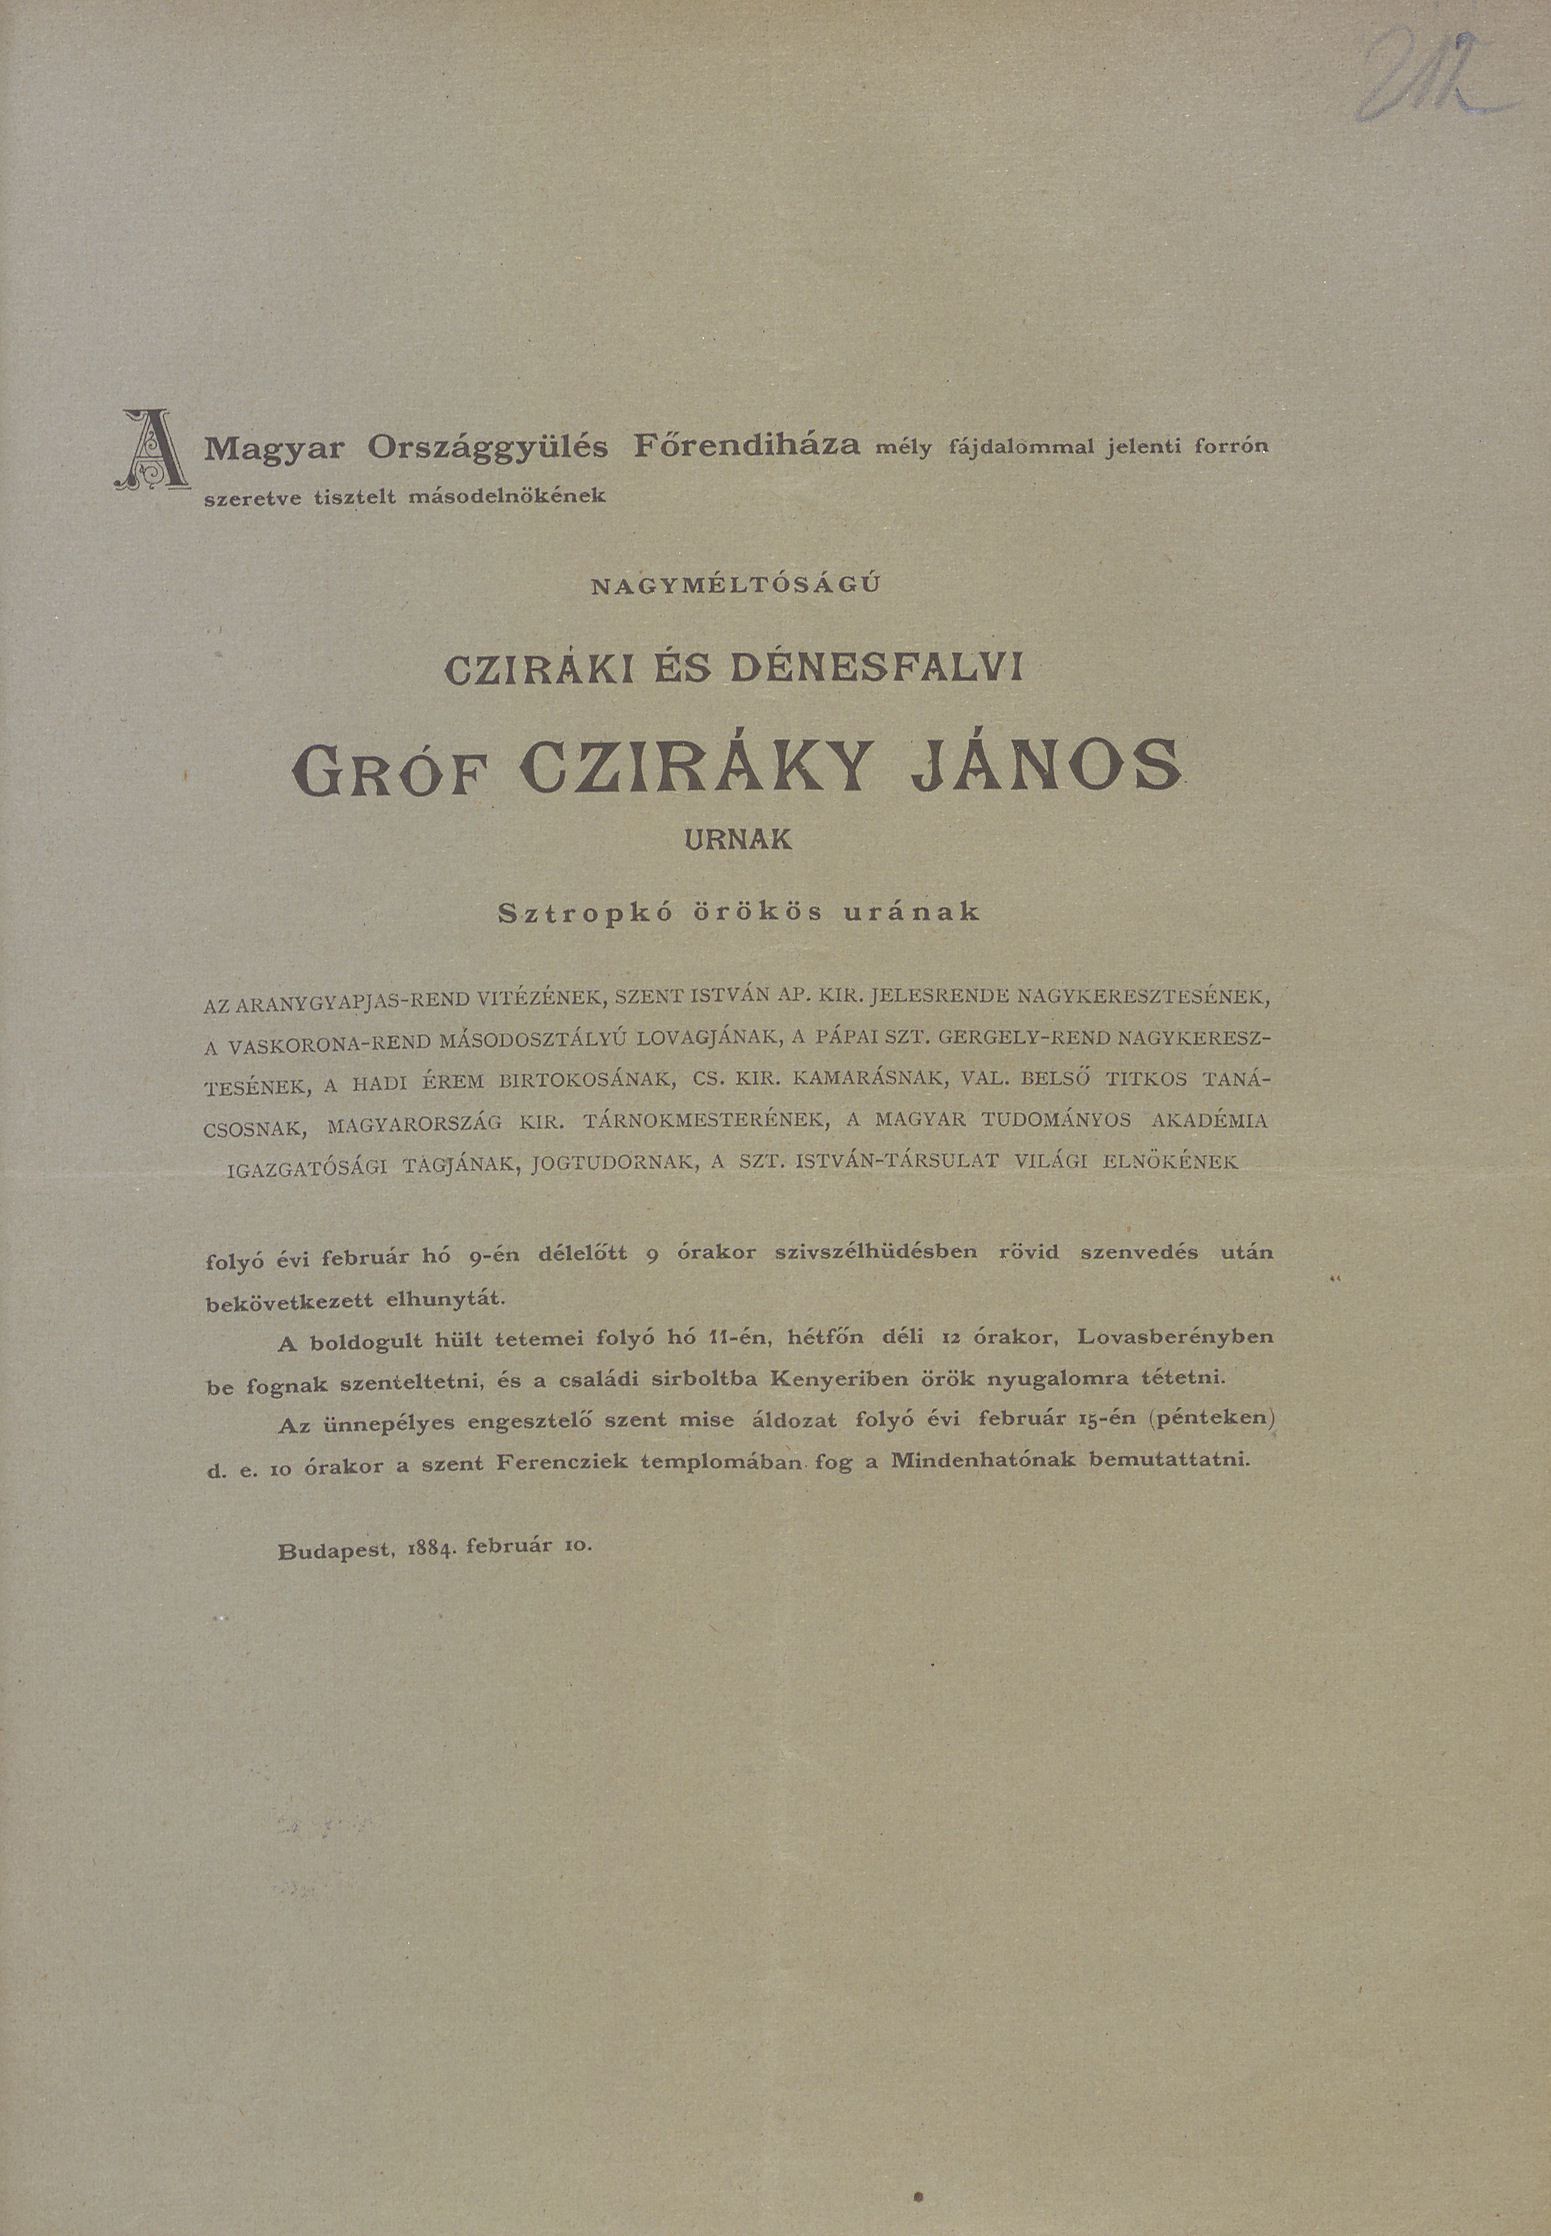 A Magyar Országgyülés Főrendiháza mély fájdalommal jelenti forrón
szeretve tisztelt másodelnökének
NAGYMÉLTÓSÁGÚ
CZIRÁKI ÉS DÉNESFALVI
GRÓF CZIRÁKY JÁNOS
URNAK
Sztropkó örökös urának
AZ ARANYGYAPJAS-REND VITÉZÉNEK, SZENT ISTVÁN AP. KIR. JELESRENDE NAGYKERESZTESÉNEK,
A VASKORONA-REND MÁSODOSZTÁLYÚ LOVAGJÁNAK, A PÁPAI SZT. GERGELY-REND NAGYKERESZ-
TESÉNEK, A HADI ÉREM BIRTOKOSÁNAK, CS. KIR. KAMARÁSNAK, VAL. BELSŐ TITKOS TANÁ-
CSOSNAK, MAGYARORSZÁG KIR. TÁRNOKMESTERÉNEK, A MAGYAR TUDOMÁNYOS AKADÉMIA
IGAZGATÓSÁGI TAGJÁNAK, JOGTUDORNAK, A SZT. ISTVÁN-TÁRSULAT VILÁGI ELNÖKÉNEK
folyó évi február hó 9-én délelőtt 9 órakor szivszélhüdésben rövid szenvedés után
bekövetkezett elhunytát.
A boldogult hült tetemei folyó hó 11-én, hétfőn déli 12 órakor, Lovasberényben
be fognak szenteltetni, és a családi sirboltba Kenyeriben örök nyugalomra tétetni.
Az ünnepélyes engesztelő szent mise áldozat folyó évi február 15-én (pénteken)
d. e. 10 órakor a szent Ferencziek templomában fog a Mindenhatónak bemutattatni.
Budapest, 1884. február 10.